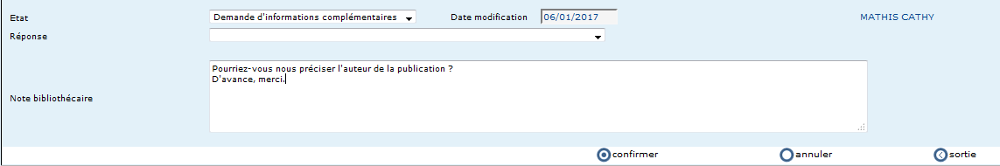 Etat Demande d'informations complémentaires Date modification 06/01/2017 MATHIS CATHY
Réponse
Pourriez-vous nous préciser l'auteur de la publication ?
D'avance, merci.
Note bibliothécaire
confirmer annuler sortie